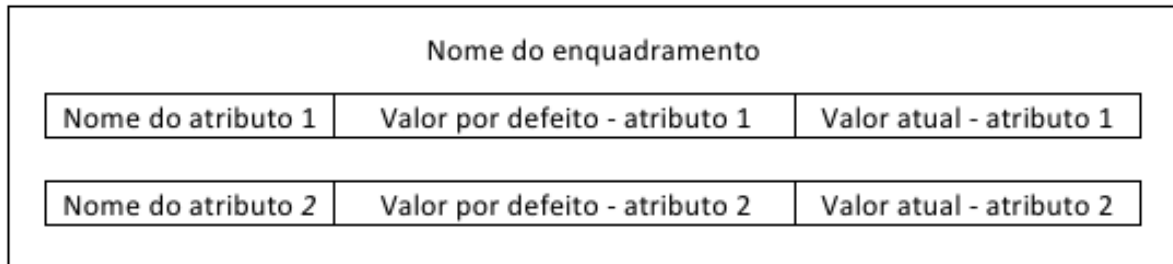 Nome do enquadramento
Nome do atributo 1 Valor por defeito - atributo 1 Valor atual - atributo 1
Nome do atributo 2 Valor por defeito - atributo 2 Valor atual - atributo 2